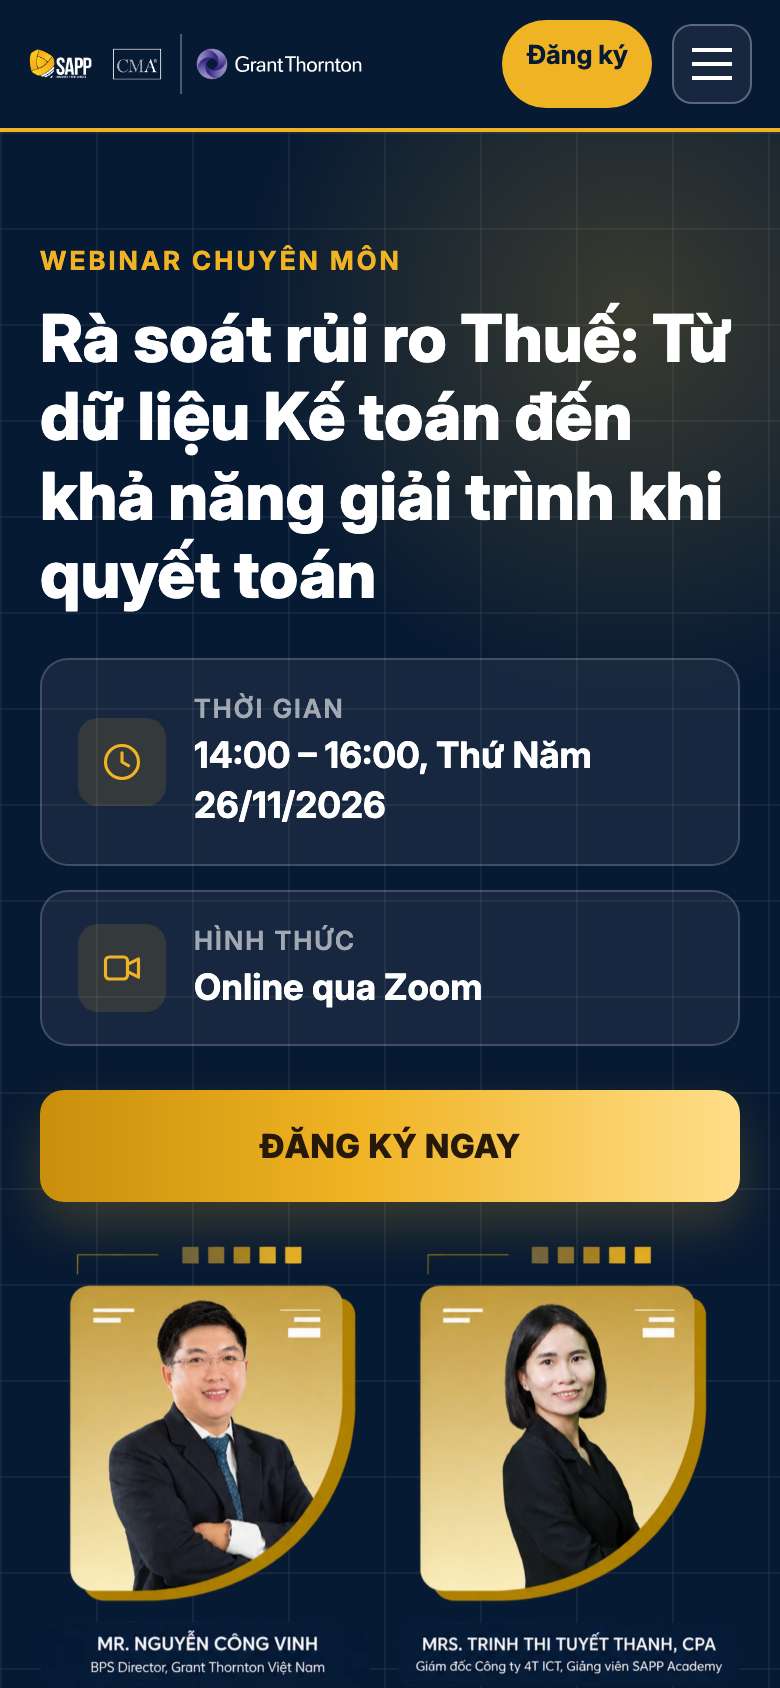 SAPP
CMA
Grant Thornton
Đăng ký
WEBINAR CHUYÊN MÔN
Rà soát rủi ro Thuế: Từ
dữ liệu Kế toán đến
khả năng giải trình khi
quyết toán
THỜI GIAN
14:00 – 16:00, Thứ Năm
26/11/2026
HÌNH THỨC
Online qua Zoom
ĐĂNG KÝ NGAY
MR. NGUYỄN CÔNG VINH
BPS Director, Grant Thornton Việt Nam
MRS. TRINH THI TUYẾT THANH, CPA
Giám đốc Công ty 4T ICT, Giảng viên SAPP Academy